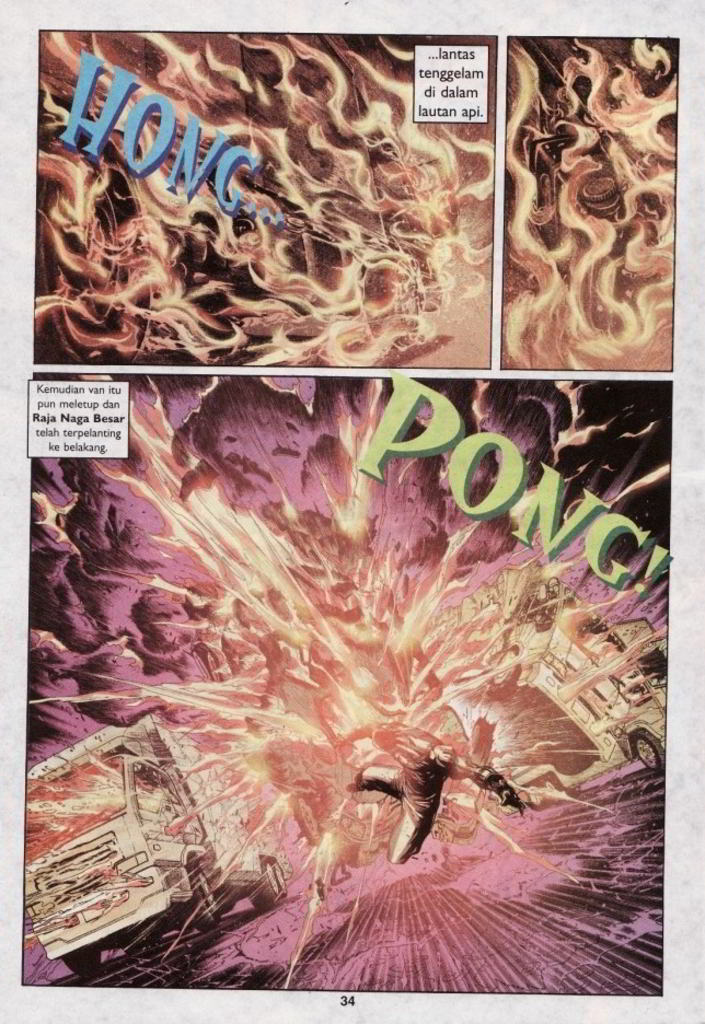 HONG...
...lantas
tenggelam
di dalam
lautan api.
Kemudian van itu
pun meletup dan
Raja Naga Besar
telah terpelanting
ke belakang.
PONG!
34